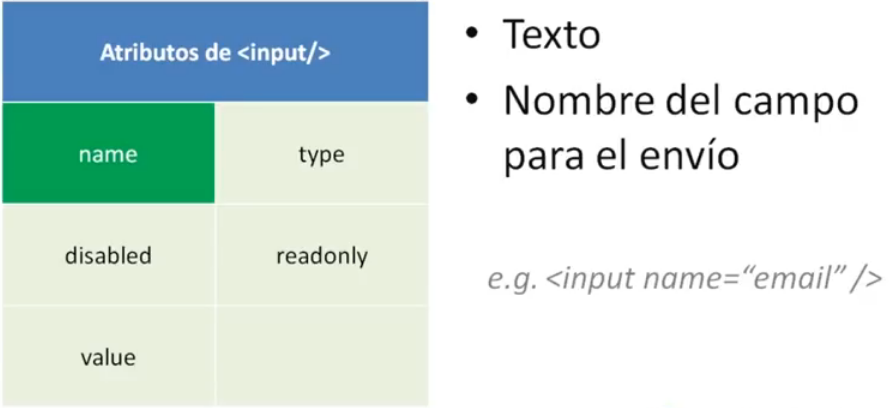 Atributos de <input/>
name
type
disabled
readonly
value
• Texto
• Nombre del campo
para el envío
e.g. <input name=“email” />